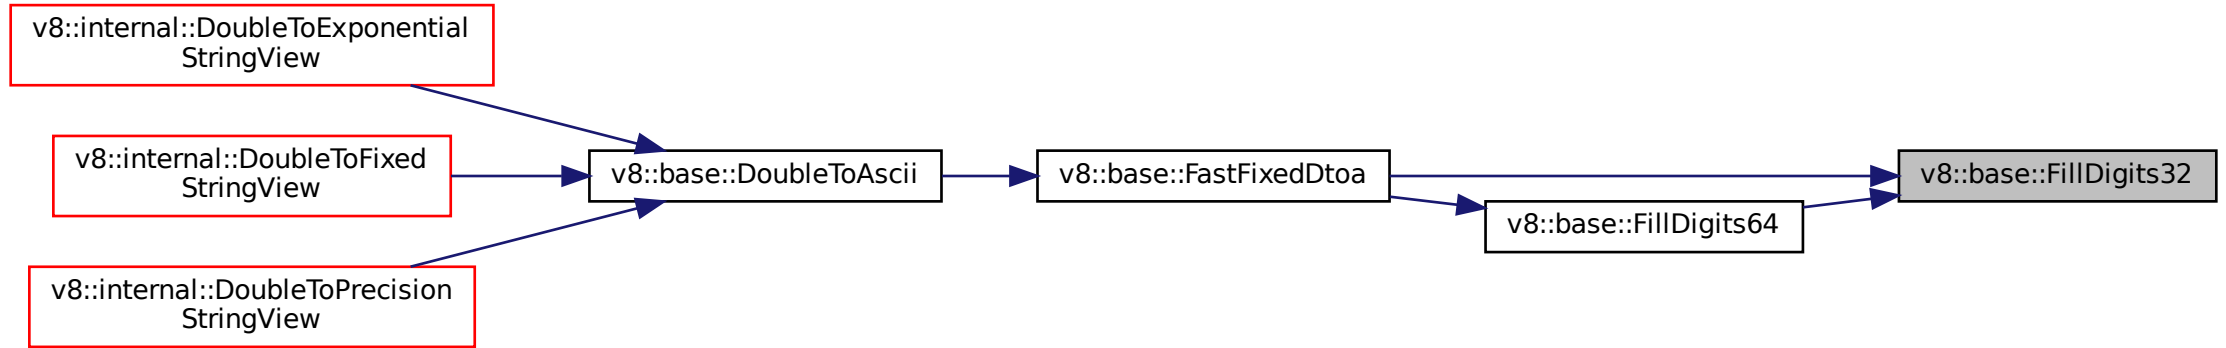 v8::internal::DoubleToExponential
StringView
v8::internal::DoubleToFixed
StringView
v8::internal::DoubleToPrecision
StringView
v8::base::DoubleToAscii
v8::base::FastFixedDtoa
v8::base::FillDigits64
v8::base::FillDigits32